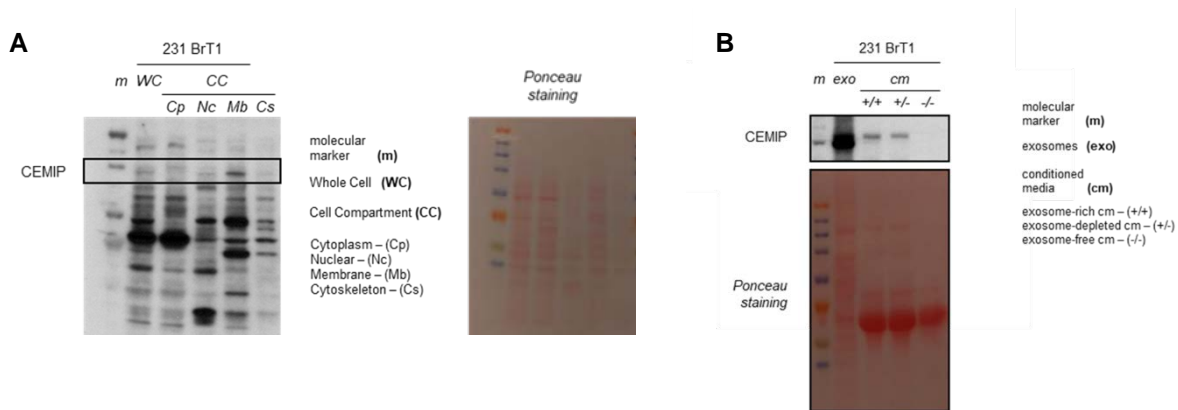 A
231 BrT1
m WC CC
Cp Nc Mb Cs
CEMIP
molecular
marker (m)
Whole Cell (WC)
Cell Compartment (CC)
Cytoplasm – (Cp)
Nuclear – (Nc)
Membrane – (Mb)
Cytoskeleton – (Cs)
Ponceau
staining
B
231 BrT1
m exo cm
+/+ +/- -/-
CEMIP
Ponceau
staining
molecular
marker (m)
exosomes (exo)
conditioned
media (cm)
exosome-rich cm – (+/+)
exosome-depleted cm – (+/-)
exosome-free cm – (-/-)